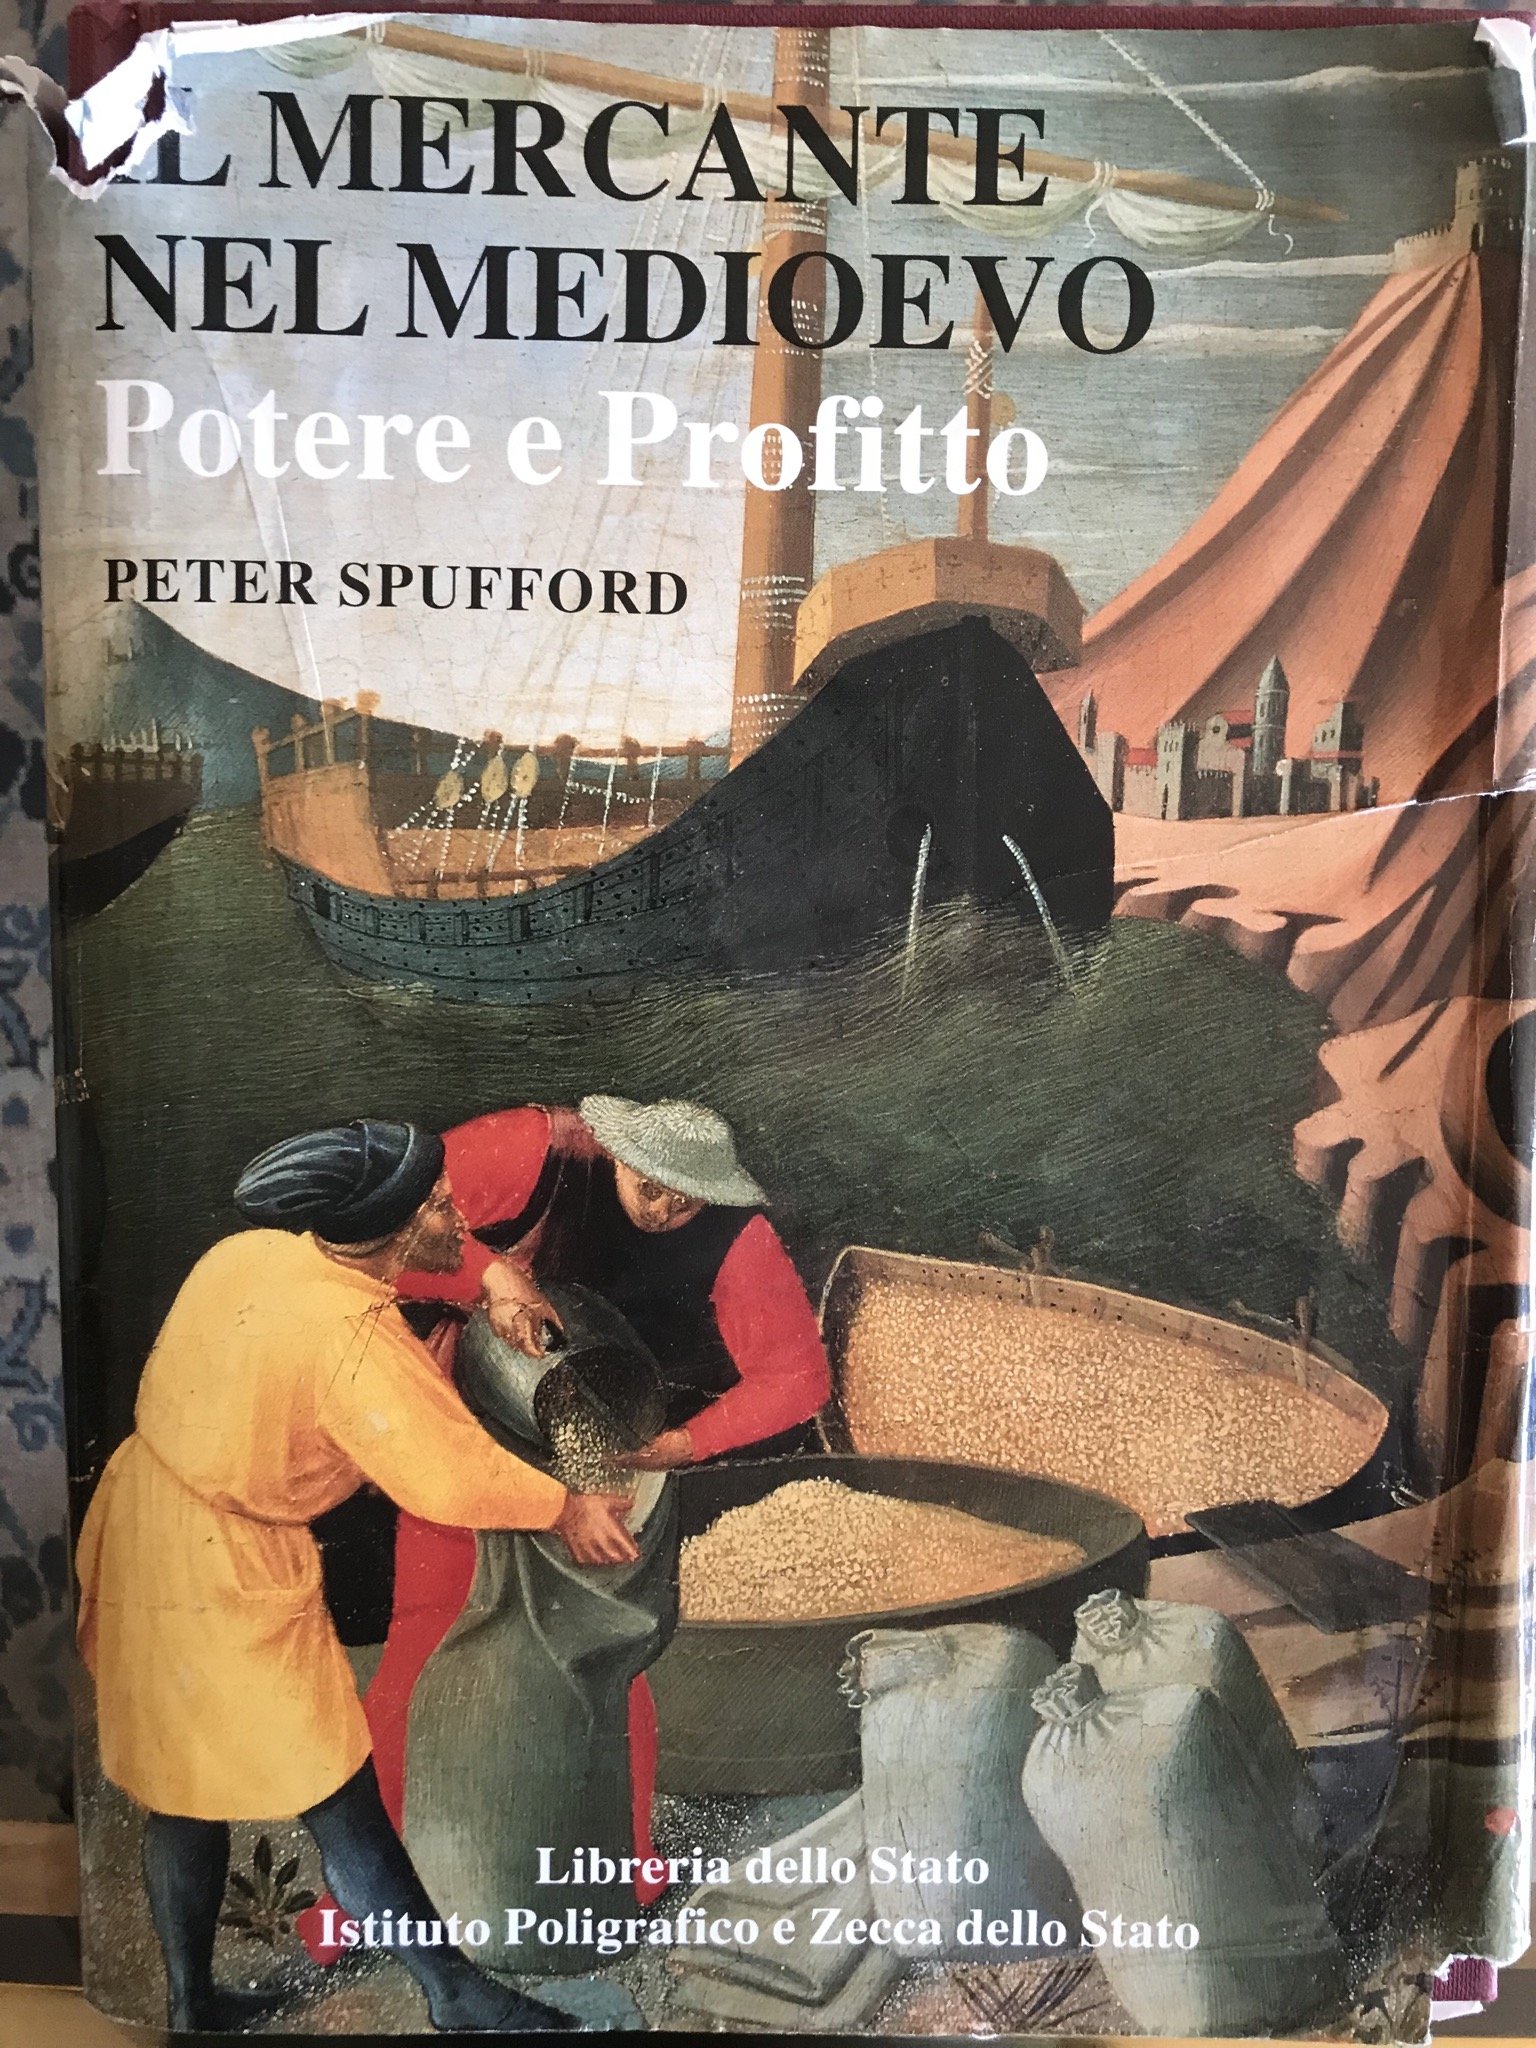 IL MERCANTE
NEL MEDIOEVO
Potere e Profitto
PETER SPUFFORD
Libreria dello Stato
Istituto Poligrafico e Zecca dello Stato